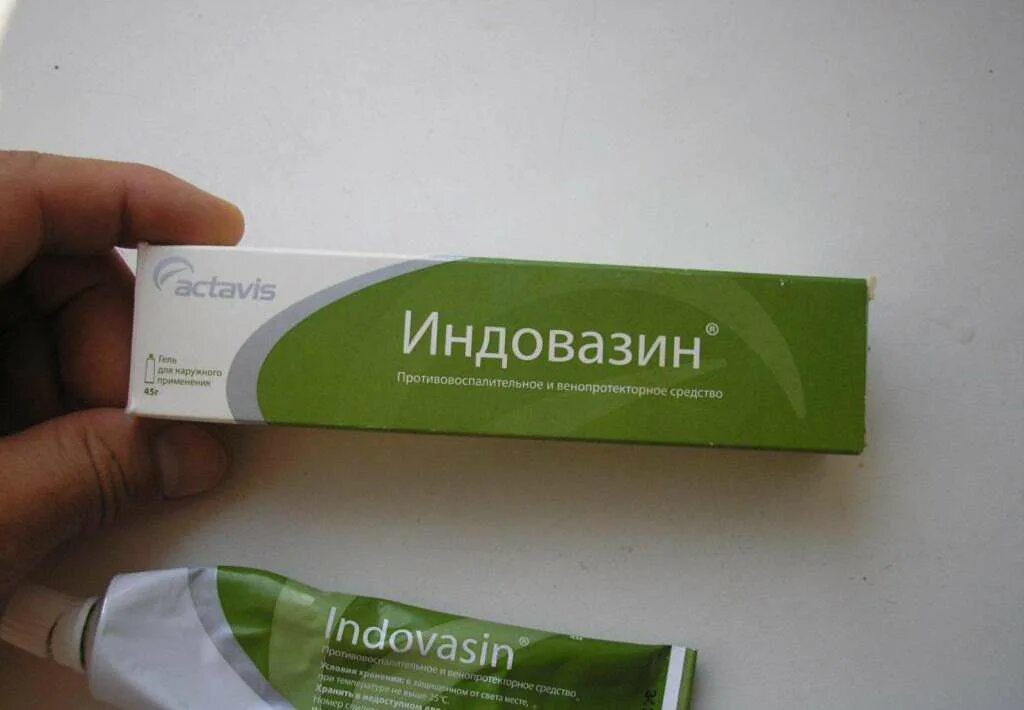 actavis
Индовазин®
Противовоспалительное и венопротекторное средство
Гель
для наружного
применения
45г
Indovasin®
Противовоспалительное и венопротекторное средство
Условия хранения: в защищенном от света месте,
при температуре не выше 25°С.
Хранить в недоступном
Номер